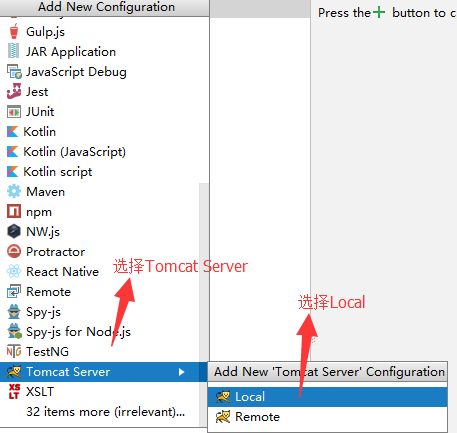 Add New Configuration
Press the + button to c
Gulp.js
JAR Application
JavaScript Debug
Jest
JUnit
Kotlin
Kotlin (JavaScript)
Kotlin script
Maven
npm
NW.js
Protractor
React Native
选择Tomcat Server
Remote
选择Local
Spy-js
Spy-js for Node.js
TestNG
Tomcat Server
Add New 'Tomcat Server' Configuration
XSLT
Local
32 items more (irrelevant)...
Remote